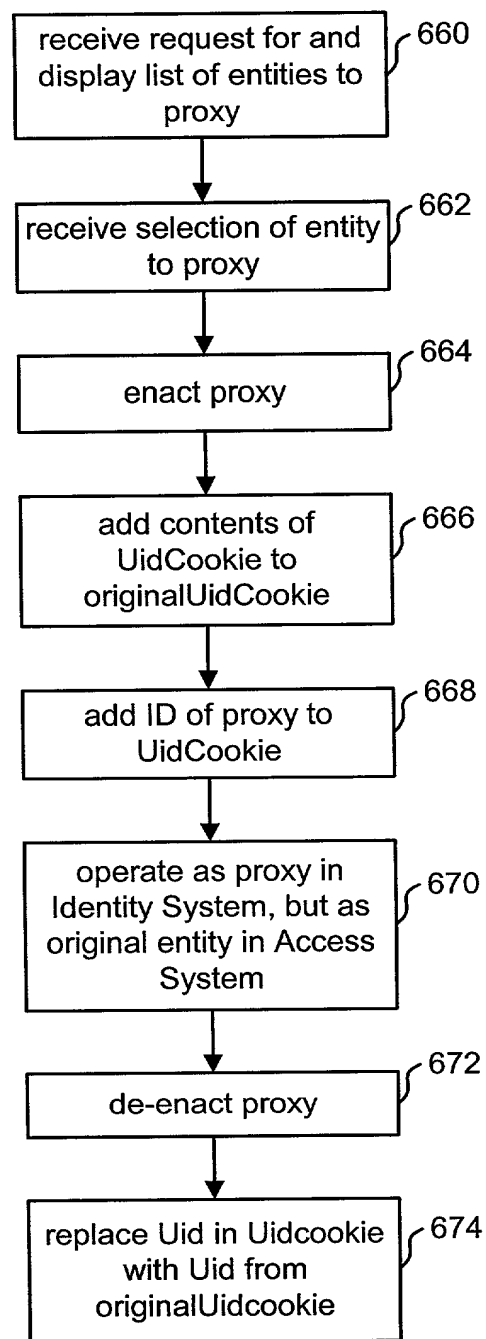 receive request for and
display list of entities to
proxy
660
receive selection of entity
to proxy
662
enact proxy
664
add contents of
UidCookie to
originalUidCookie
666
add ID of proxy to
UidCookie
668
operate as proxy in
Identity System, but as
original entity in Access
System
670
de-enact proxy
672
replace Uid in Uidcookie
with Uid from
originalUidcookie
674